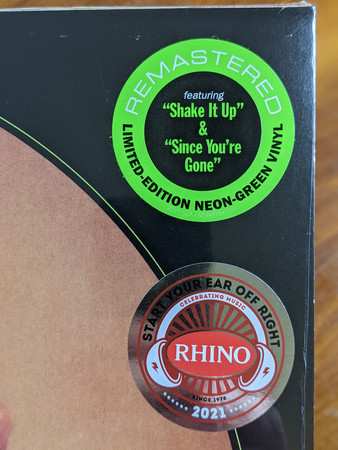 REMASTERED
featuring
"Shake It Up"
&
"Since You're
Gone"
LIMITED-EDITION NEON-GREEN VINYL
START YOUR EAR OFF RIGHT
CELEBRATING MUSIC
RHINO
SINCE 1978
2021